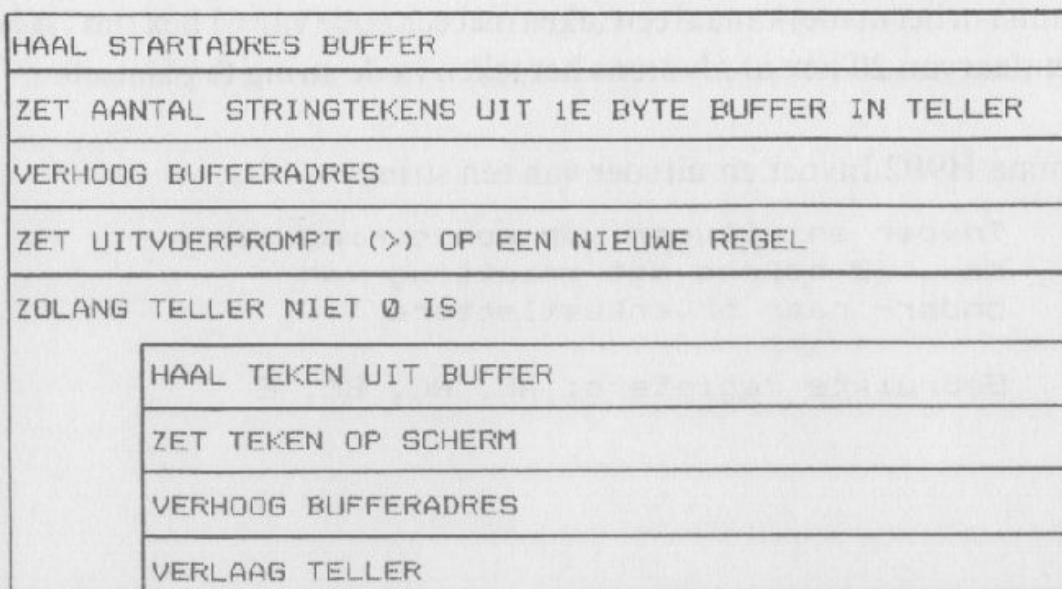 HAAL STARTADRES BUFFER
ZET AANTAL STRINGTEKENS UIT 1E BYTE BUFFER IN TELLER
VERHOOG BUFFERADRES
ZET UITVOERPROMPT (>) OP EEN NIEUWE REGEL
ZOLANG TELLER NIET 0 IS
HAAL TEKEN UIT BUFFER
ZET TEKEN OP SCHERM
VERHOOG BUFFERADRES
VERLAAG TELLER